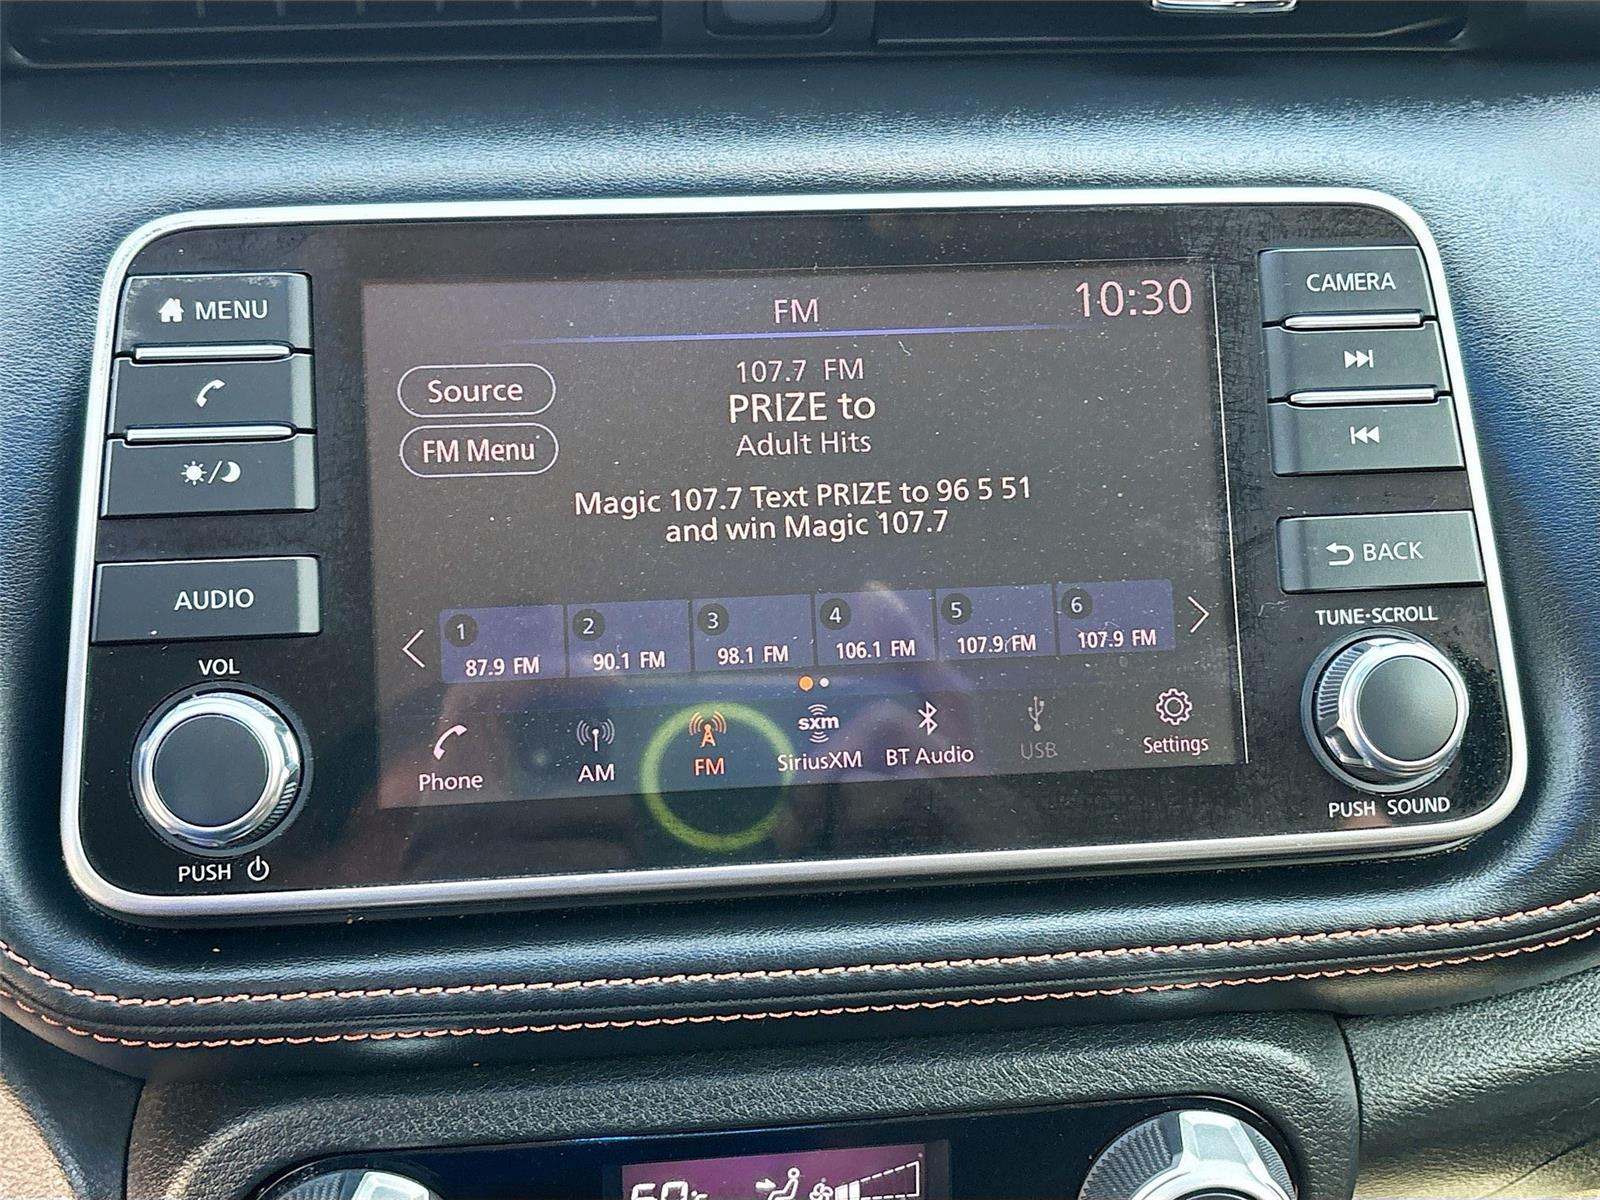 MENU
AUDIO
VOL
PUSH
FM
10:30
Source
FM Menu
107.7 FM
PRIZE to
Adult Hits
Magic 107.7 Text PRIZE to 96 5 51
and win Magic 107.7
1
87.9 FM
2
90.1 FM
3
98.1 FM
4
106.1 FM
5
107.9 FM
6
107.9 FM
Phone
AM
FM
sxm
SiriusXM
BT Audio
USB
Settings
CAMERA
BACK
TUNE·SCROLL
PUSH SOUND